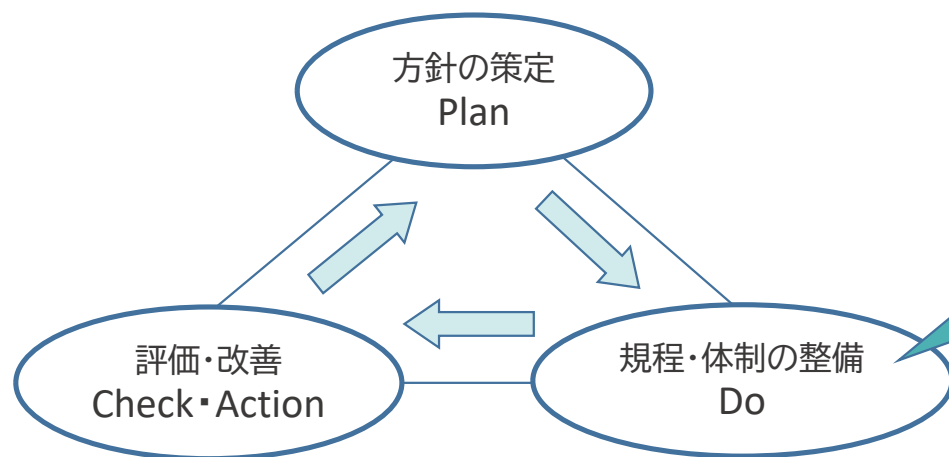 方針の策定
Plan
評価・改善
Check・Action
規程・体制の整備
Do